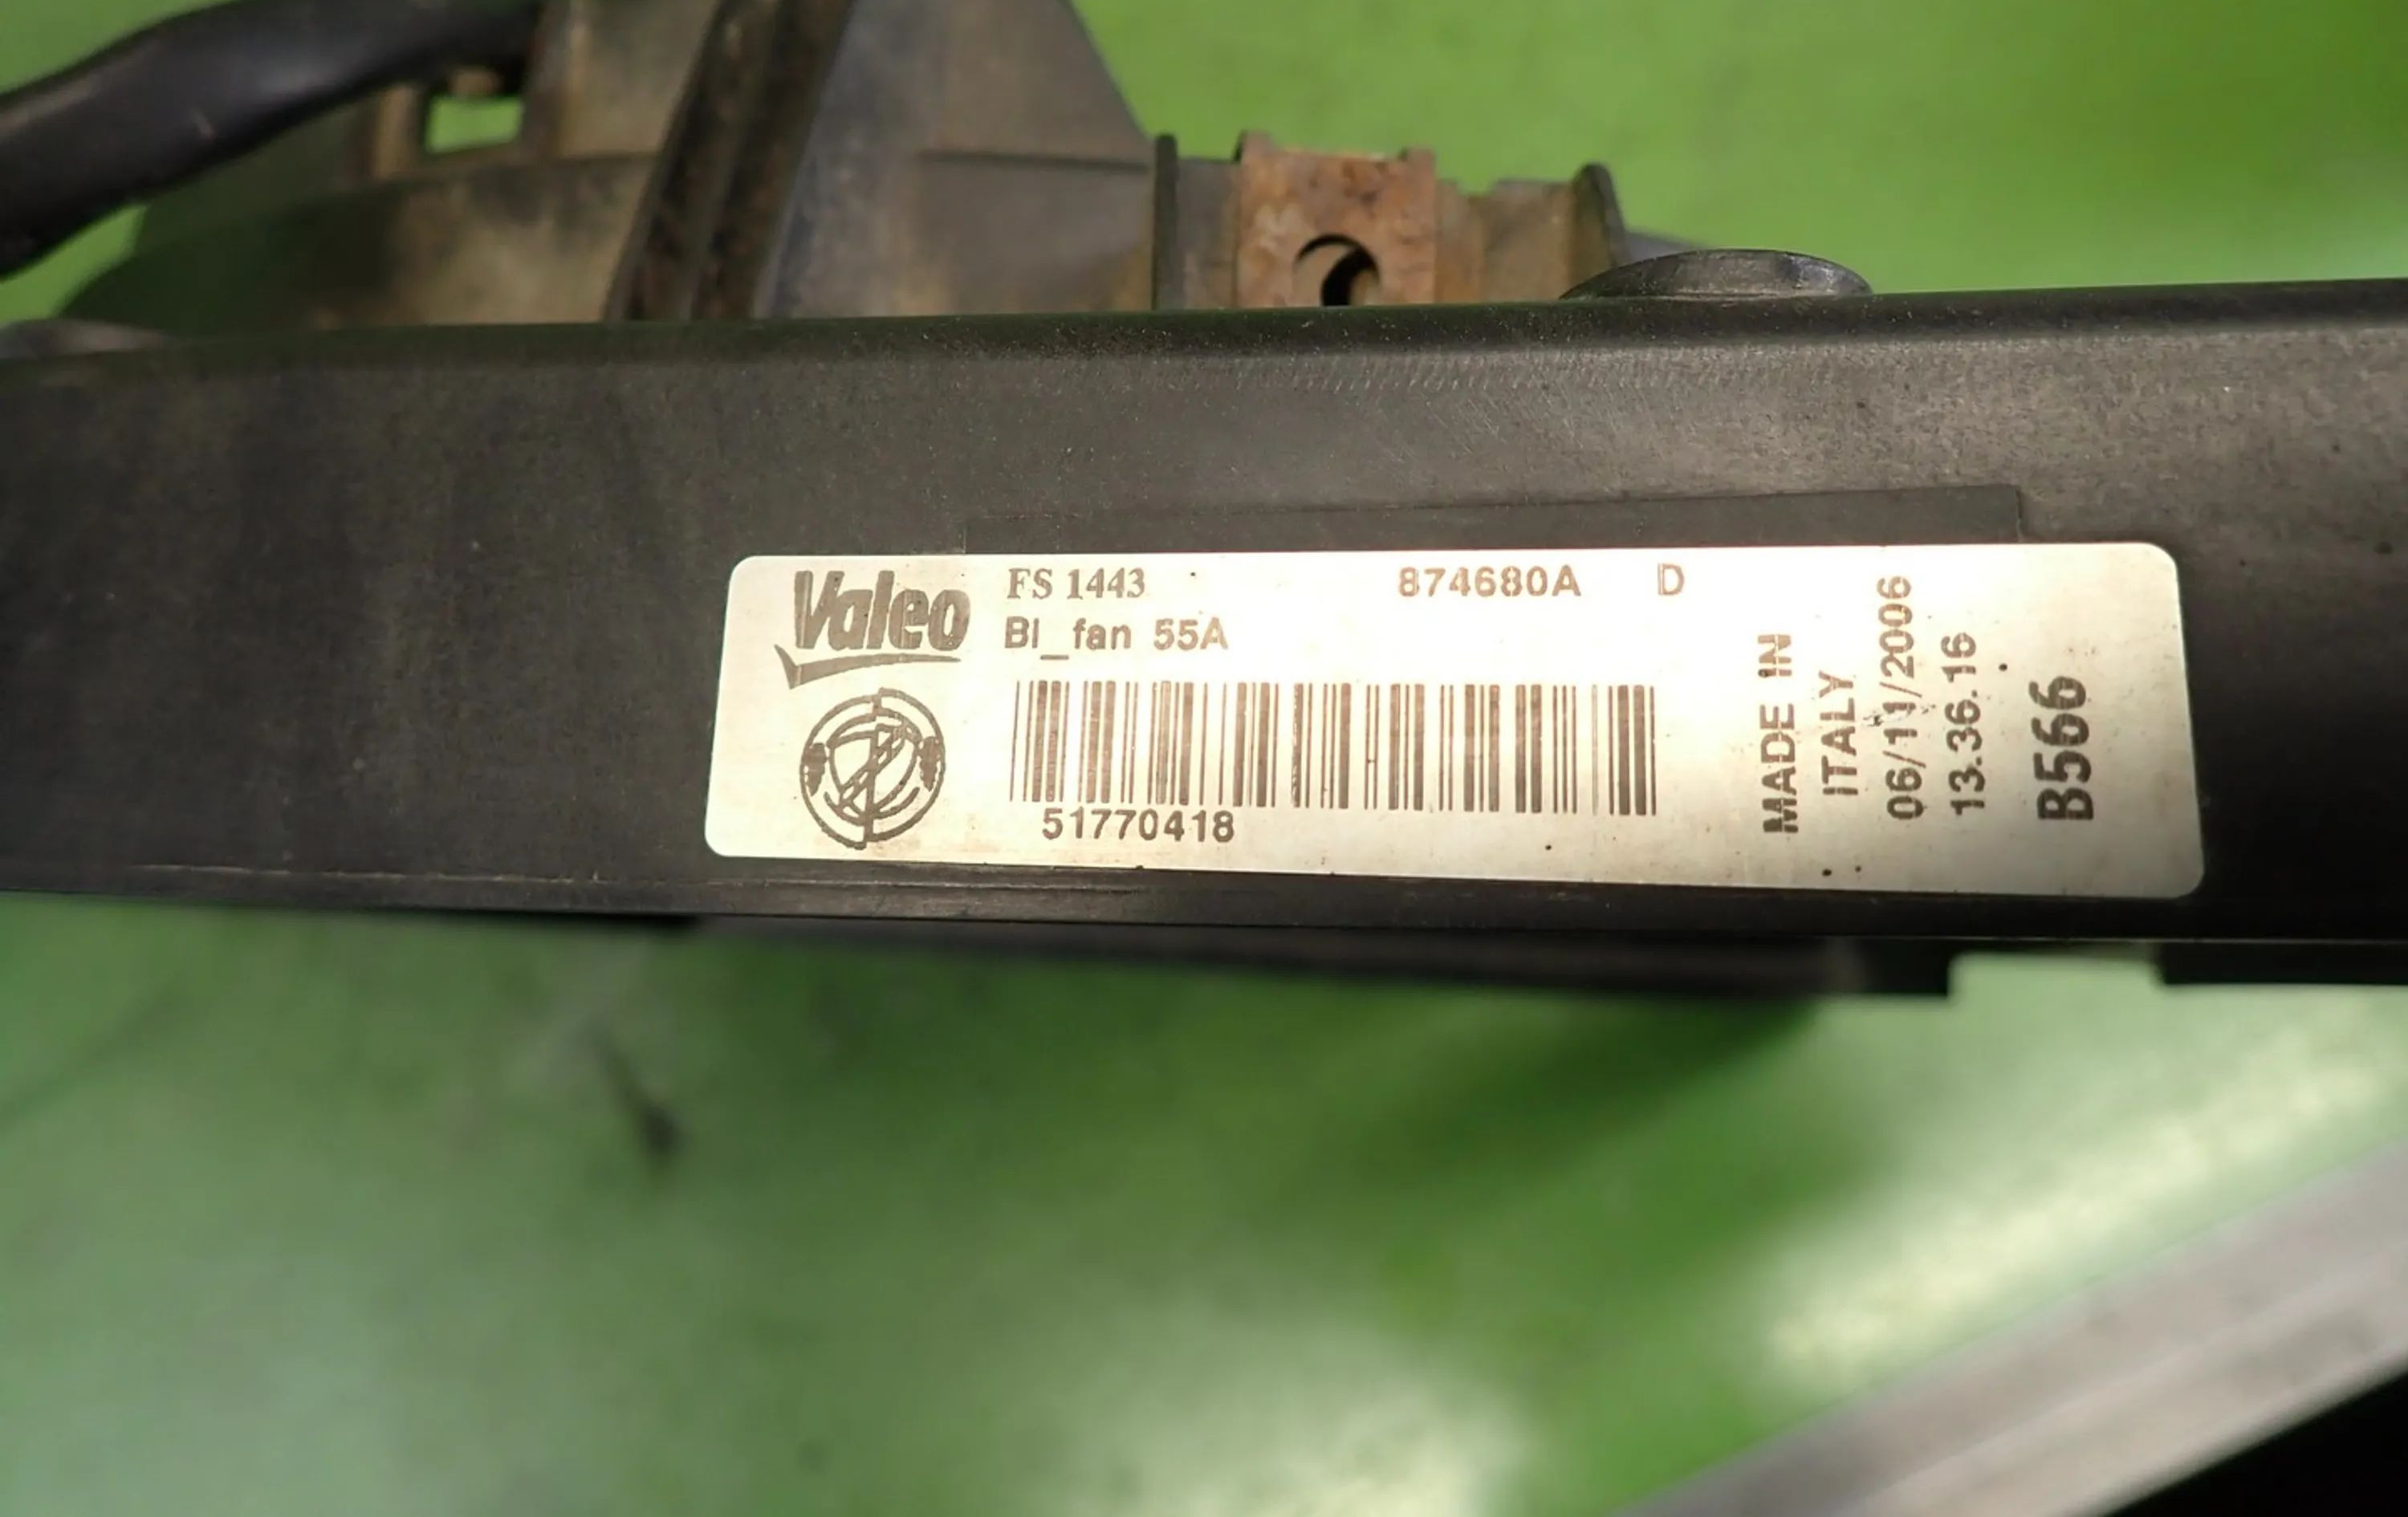 Valeo
FS 1443 874680A D
BI_fan 55A
51770418
MADE IN
ITALY
06/11/2006
13.36.16
B566